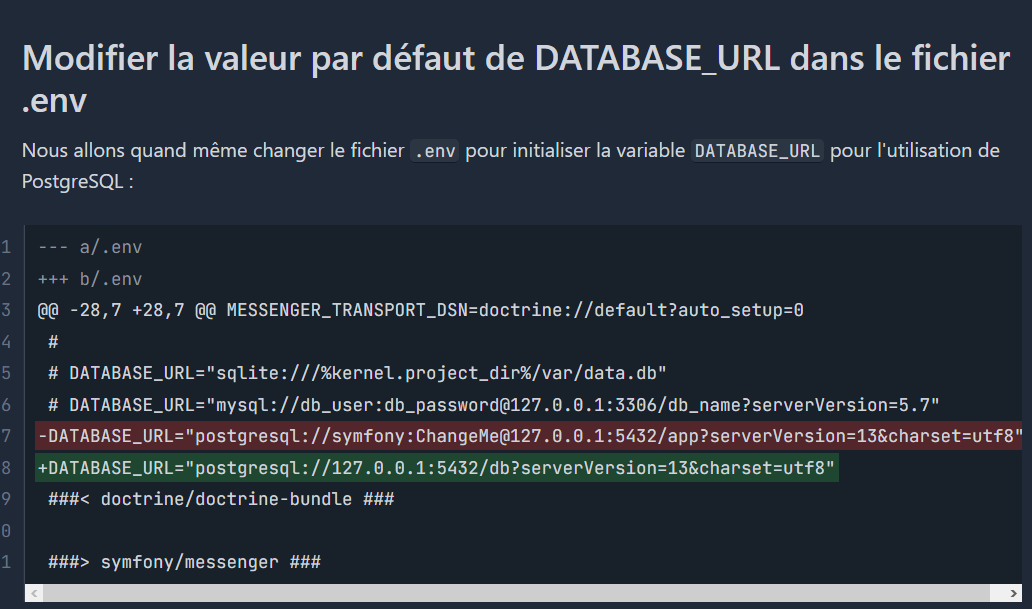 Modifier la valeur par défaut de DATABASE_URL dans le fichier
.env
Nous allons quand même changer le fichier .env pour initialiser la variable DATABASE_URL pour l'utilisation de
PostgreSQL :
1 --- a/.env
2 +++ b/.env
3 @@ -28,7 +28,7 @@ MESSENGER_TRANSPORT_DSN=doctrine://default?auto_setup=0
4 #
5 # DATABASE_URL="sqlite:///%kernel.project_dir%/var/data.db"
6 # DATABASE_URL="mysql://db_user:db_password@127.0.0.1:3306/db_name?serverVersion=5.7"
7 -DATABASE_URL="postgresql://symfony:ChangeMe@127.0.0.1:5432/app?serverVersion=13&charset=utf8"
8 +DATABASE_URL="postgresql://127.0.0.1:5432/db?serverVersion=13&charset=utf8"
9 ###< doctrine/doctrine-bundle ###
0
1 ###> symfony/messenger ###